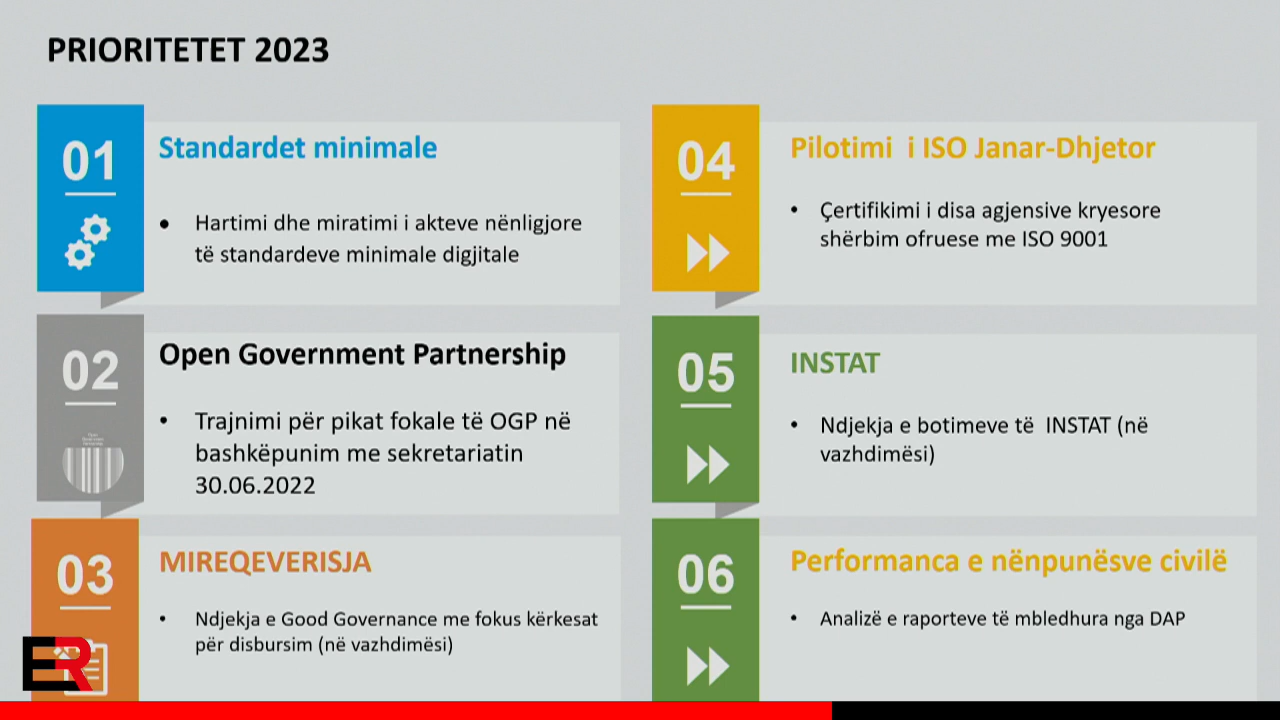 PRIORITETET 2023
01
Standardet minimale
• Hartimi dhe miratimi i akteve nënligjore
të standardeve minimale digjitale
02
Open Government Partnership
• Trajnimi për pikat fokale të OGP në
bashkëpunim me sekretariatin
30.06.2022
03
MIREQEVERISJA
• Ndjekja e Good Governance me fokus kërkesat
për disbursim (në vazhdimësi)
04
Pilotimi i ISO Janar-Dhjetor
• Çertifikimi i disa agjensive kryesore
shërbim ofruese me ISO 9001
05
INSTAT
• Ndjekja e botimeve të INSTAT (në
vazhdimësi)
06
Performanca e nënpunësve civilë
• Analizë e raporteve të mbledhura nga DAP
ER